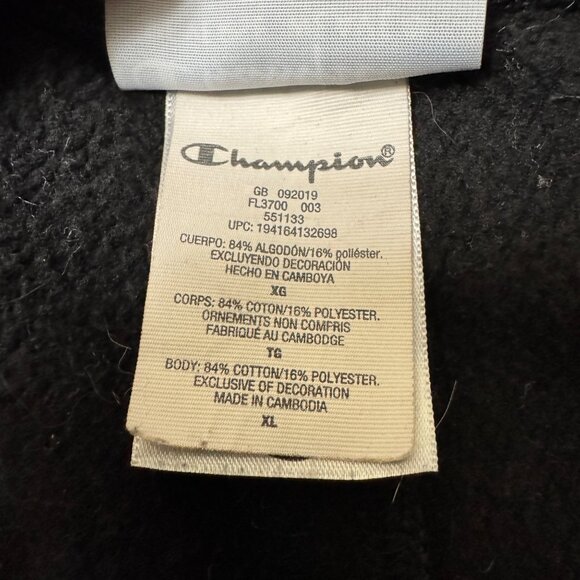 Champion®
GB 092019
FL3700 003
551133
UPC: 194164132698
CUERPO: 84% ALGODÓN/16% poliéster.
EXCLUYENDO DECORACIÓN
HECHO EN CAMBOYA
XG
CORPS: 84% COTON/16% POLYESTER.
ORNEMENTS NON COMPRIS
FABRIQUÉ AU CAMBODGE
TG
BODY: 84% COTTON/16% POLYESTER.
EXCLUSIVE OF DECORATION
MADE IN CAMBODIA
XL